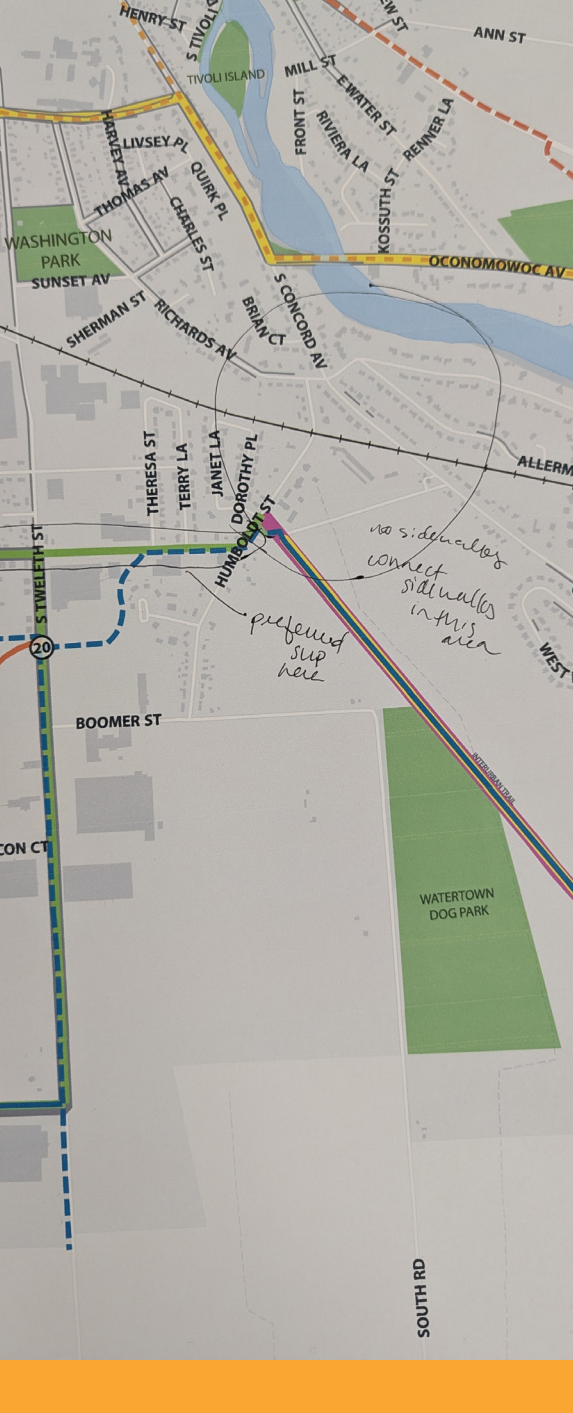 HENRY ST
S TIVOLI
EW ST
ANN ST
TIVOLI ISLAND
MILL ST
E WATER ST
FRONT ST
RIVIERA LA
RENNER LA
HARVEY AV
LIVSEY PL
THOMAS AV
QUIRK PL
CHARLES ST
KOSSUTH ST
WASHINGTON
PARK
SUNSET AV
OCONOMOWOC AV
SHERMAN ST
RICHARDS AV
BRIAN CT
S CONCORD AV
THERESA ST
TERRY LA
JANET LA
DOROTHY PL
ALLERM
HUMBOLDT ST
S TWELFTH ST
no sidewalks
connect
sidewalks
in this
area
preferred
sup
here
20
WEST
BOOMER ST
INTERURBAN TRAIL
CON CT
WATERTOWN
DOG PARK
SOUTH RD